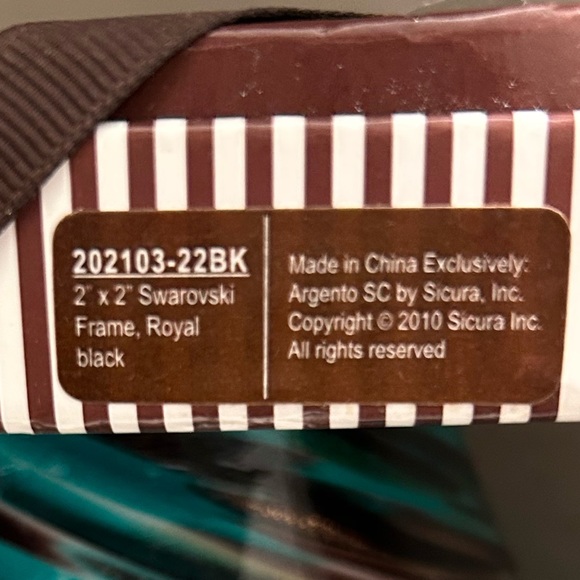 202103-22BK
2" x 2" Swarovski
Frame, Royal
black
Made in China Exclusively:
Argento SC by Sicura, Inc.
Copyright © 2010 Sicura Inc.
All rights reserved